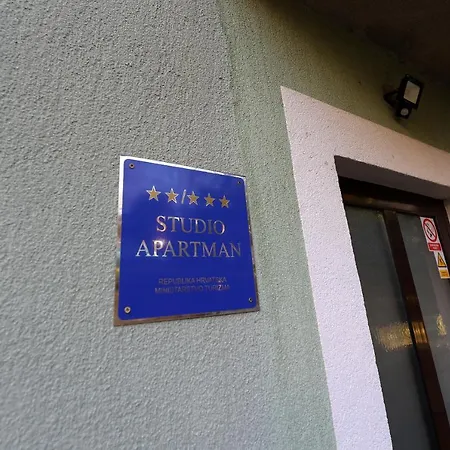 ★★/★★★
STUDIO
APARTMAN
REPUBLIKA HRVATSKA
MINISTARSTVO TURIZMA